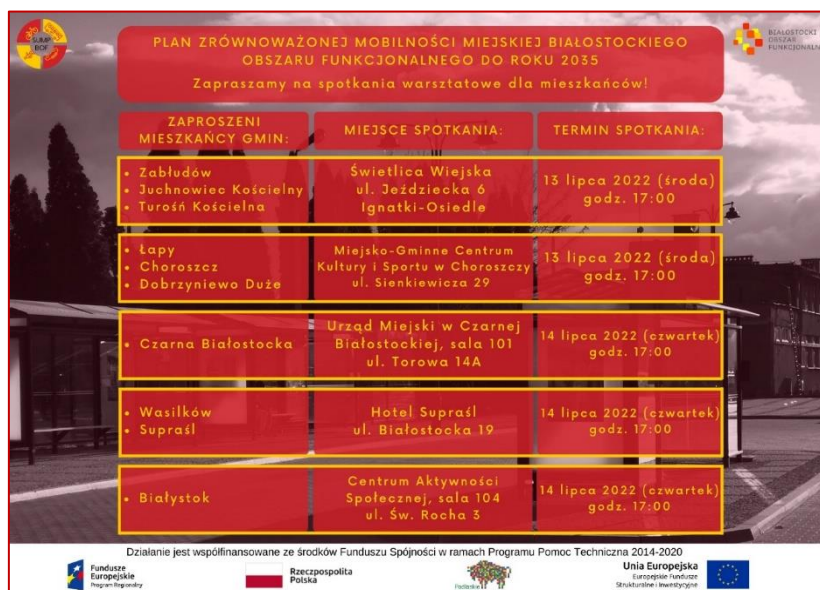 SUMP
BOF
BIAŁOSTOCKI
OBSZAR
FUNKCJONALNY
PLAN ZRÓWNOWAŻONEJ MOBILNOŚCI MIEJSKIEJ BIAŁOSTOCKIEGO
OBSZARU FUNKCJONALNEGO DO ROKU 2035
Zapraszamy na spotkania warsztatowe dla mieszkańców!
ZAPROSZENI
MIESZKAŃCY GMIN:
MIEJSCE SPOTKANIA:
TERMIN SPOTKANIA:
• Zabłudów
• Juchnowiec Kościelny
• Turośń Kościelna
Świetlica Wiejska
ul. Jeździecka 6
Ignatki-Osiedle
13 lipca 2022 (środa)
godz. 17:00
• Łapy
• Choroszcz
• Dobrzyniewo Duże
Miejsko-Gminne Centrum
Kultury i Sportu w Choroszczy
ul. Sienkiewicza 29
13 lipca 2022 (środa)
godz. 17:00
• Czarna Białostocka
Urząd Miejski w Czarnej
Białostockiej, sala 101
ul. Torowa 14A
14 lipca 2022 (czwartek)
godz. 17:00
• Wasilków
• Supraśl
Hotel Supraśl
ul. Białostocka 19
14 lipca 2022 (czwartek)
godz. 17:00
• Białystok
Centrum Aktywności
Społecznej, sala 104
ul. Św. Rocha 3
14 lipca 2022 (czwartek)
godz. 17:00
Działanie jest współfinansowane ze środków Funduszu Spójności w ramach Programu Pomoc Techniczna 2014-2020
Fundusze
Europejskie
Program Regionalny
Rzeczpospolita
Polska
Podlaskie
Unia Europejska
Europejskie Fundusze
Strukturalne i Inwestycyjne